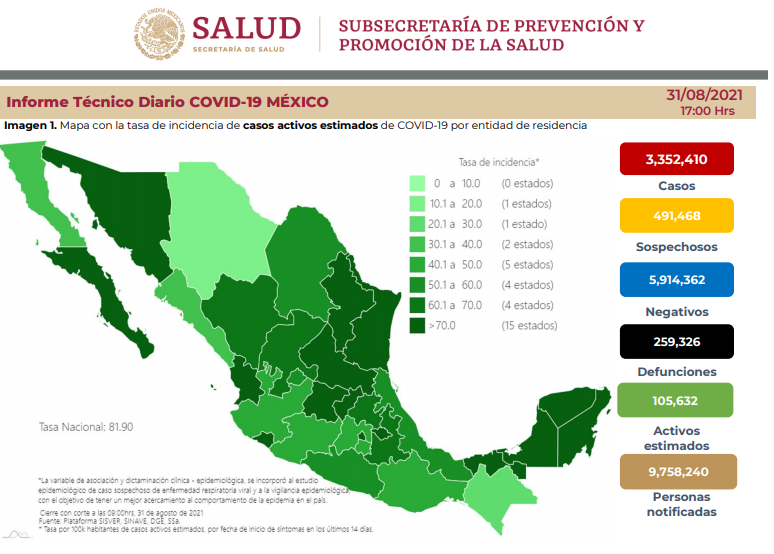 SALUD
SECRETARÍA DE SALUD
SUBSECRETARÍA DE PREVENCIÓN Y
PROMOCIÓN DE LA SALUD
Informe Técnico Diario COVID-19 MÉXICO
31/08/2021
17:00 Hrs
Imagen 1. Mapa con la tasa de incidencia de casos activos estimados de COVID-19 por entidad de residencia
Tasa de incidencia*
0 a 10.0 (0 estados)
10.1 a 20.0 (1 estados)
20.1 a 30.0 (1 estado)
30.1 a 40.0 (2 estados)
40.1 a 50.0 (5 estados)
50.1 a 60.0 (4 estados)
60.1 a 70.0 (4 estados)
>70.0 (15 estados)
3,352,410
Casos
491,468
Sospechosos
5,914,362
Negativos
259,326
Defunciones
105,632
Activos
estimados
9,758,240
Personas
notificadas
Tasa Nacional: 81.90
*La variable de asociación y dictaminación clínica - epidemiológica, se incorporó al estudio
epidemiológico de caso sospechoso de enfermedad respiratoria viral y a la vigilancia epidemiológica,
con el objetivo de tener un mejor acercamiento al comportamiento de la epidemia en el país.
Cierre con corte a las 09:00hrs, 31 de agosto de 2021
Fuente: Plataforma SISVER, SINAVE, DGE, SSa.
* Tasa por 100k habitantes de casos activos estimados, por fecha de inicio de síntomas en los últimos 14 días.